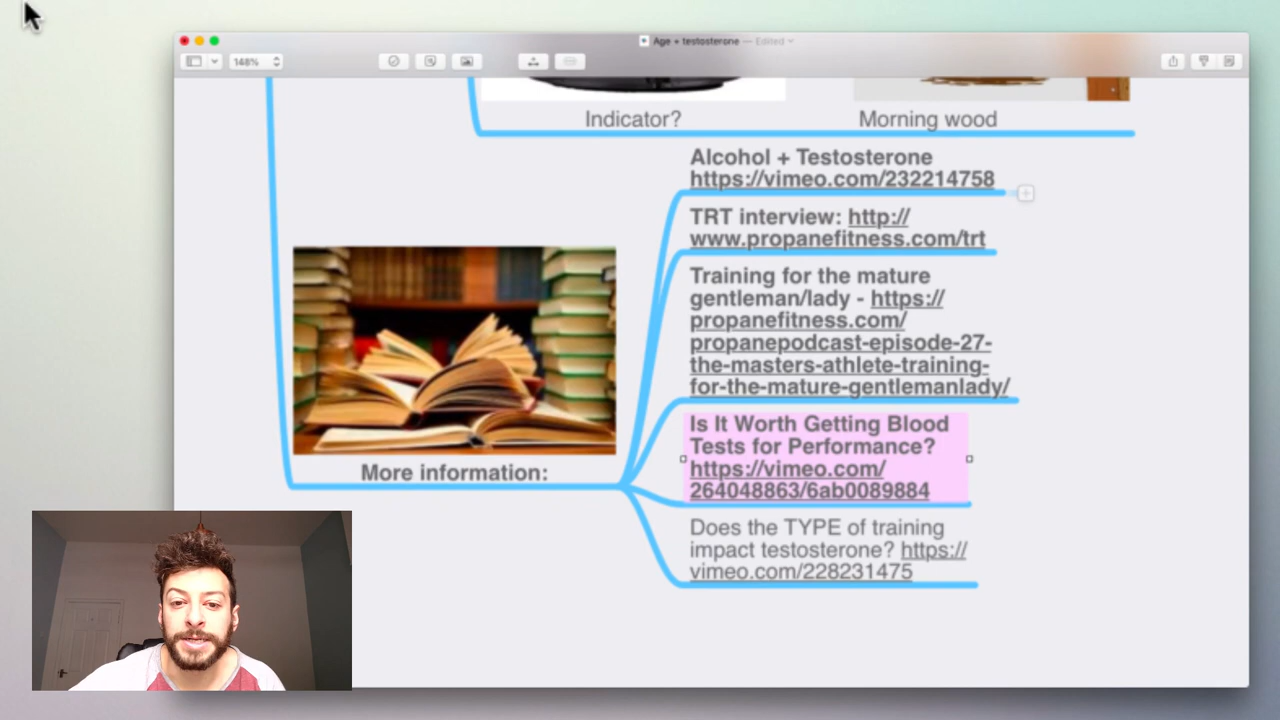 Age + testosterone — Edited
148%
Indicator?
Morning wood
Alcohol + Testosterone
https://vimeo.com/232214758
TRT interview: http://
www.propanefitness.com/trt
Training for the mature
gentleman/lady - https://
propanefitness.com/
propanepodcast-episode-27-
the-masters-athlete-training-
for-the-mature-gentlemanlady/
Is It Worth Getting Blood
Tests for Performance?
https://vimeo.com/
264048863/6ab0089884
More information:
Does the TYPE of training
impact testosterone? https://
vimeo.com/228231475